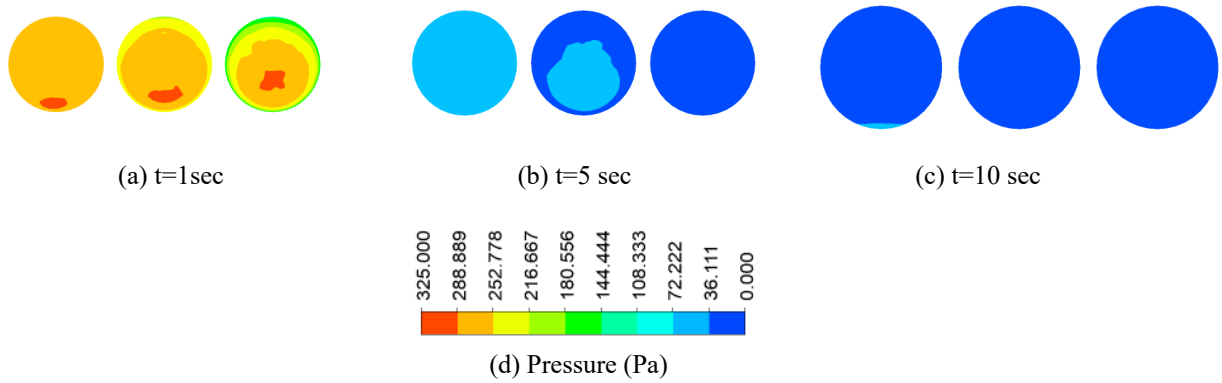 (a) t=1sec
(b) t=5 sec
(c) t=10 sec
325.000
288.889
252.778
216.667
180.556
144.444
108.333
72.222
36.111
0.000
(d) Pressure (Pa)